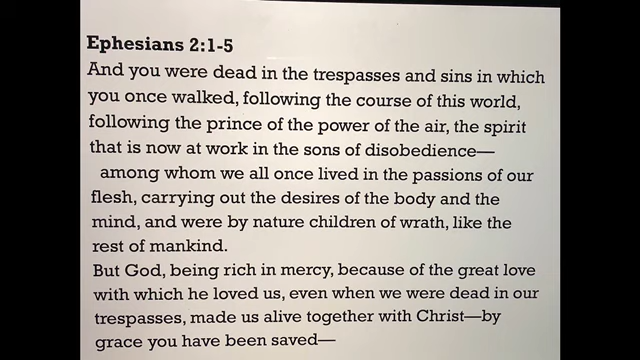 Ephesians 2:1-5
And you were dead in the trespasses and sins in which
you once walked, following the course of this world,
following the prince of the power of the air, the spirit
that is now at work in the sons of disobedience—
among whom we all once lived in the passions of our
flesh, carrying out the desires of the body and the
mind, and were by nature children of wrath, like the
rest of mankind.
But God, being rich in mercy, because of the great love
with which he loved us, even when we were dead in our
trespasses, made us alive together with Christ—by
grace you have been saved—